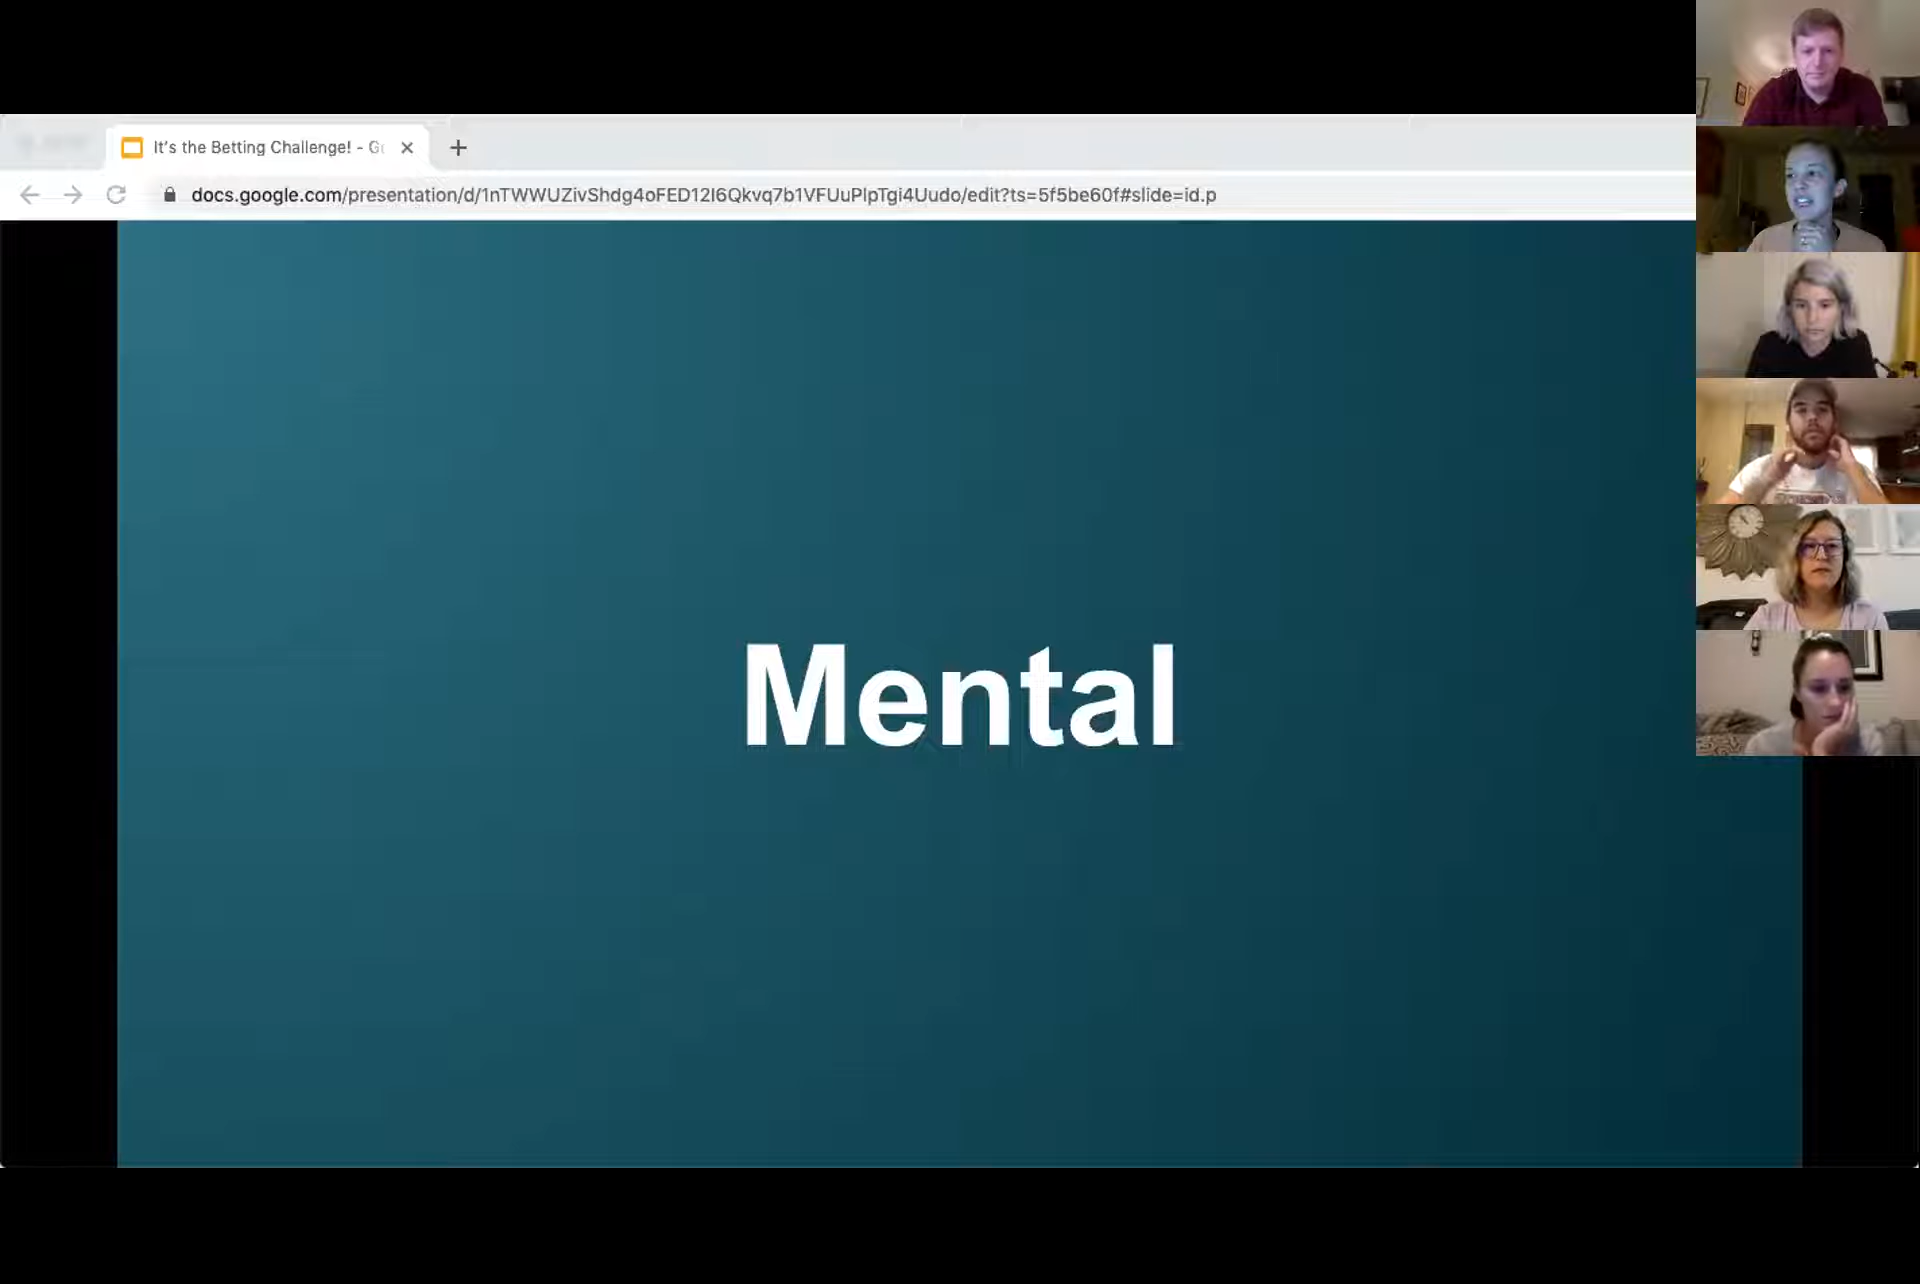 It's the Betting Challenge! - G
docs.google.com/presentation/d/1nTWWUZivShdg4oFED12I6Qkvq7b1VFUuPlpTgi4Uudo/edit?ts=5f5be60f#slide=id.p
Mental